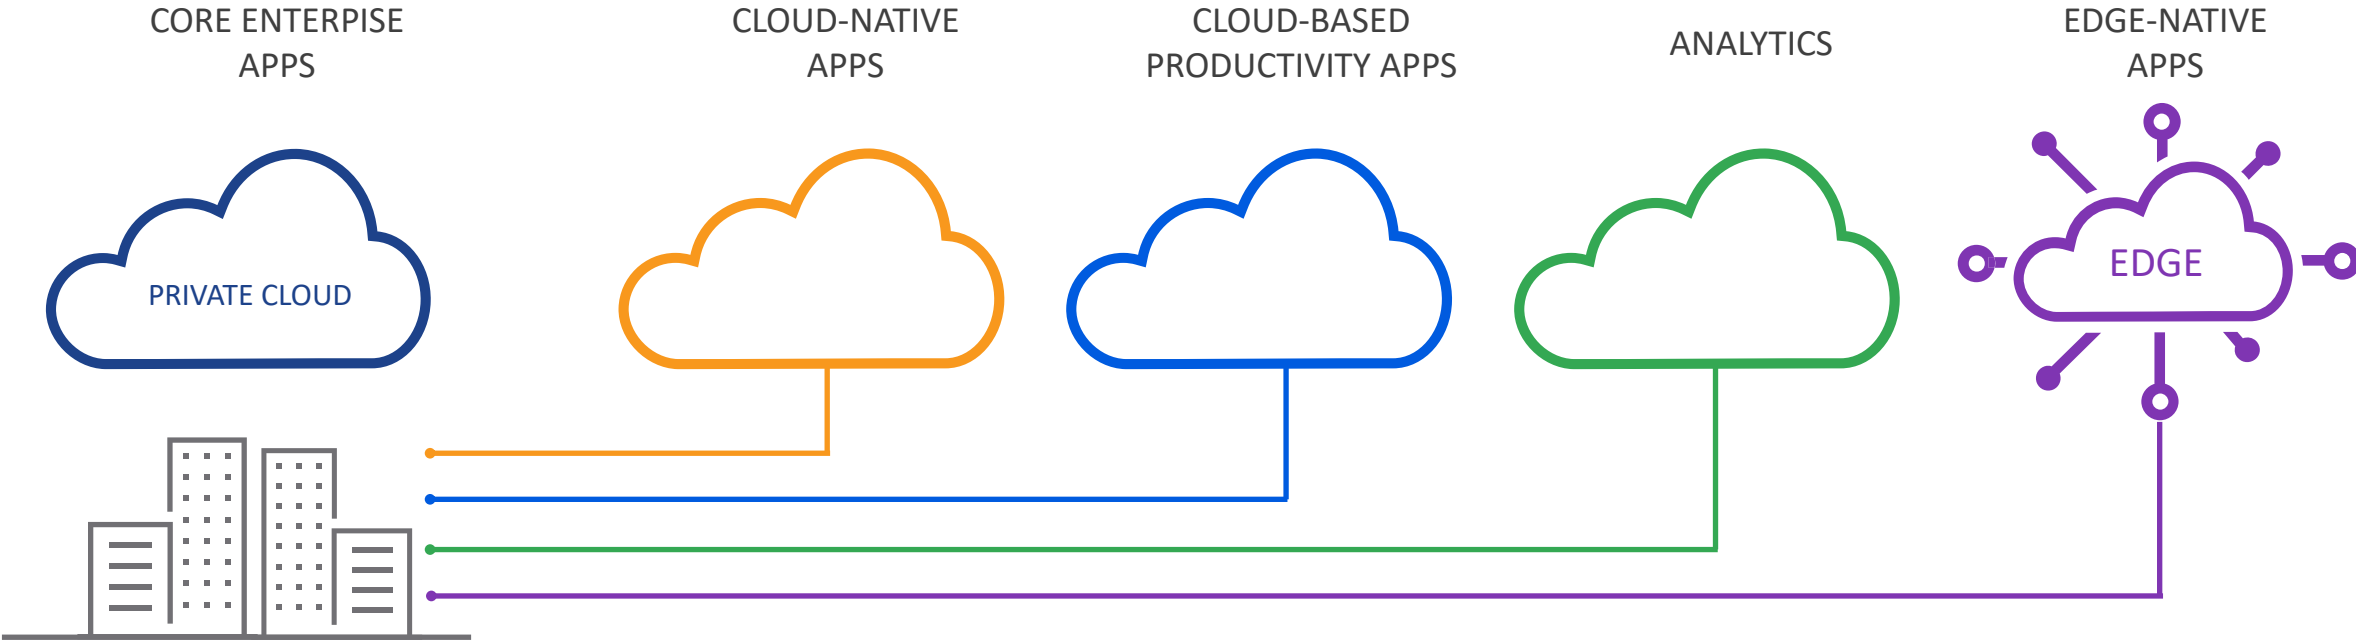 CORE ENTERPISE
APPS
CLOUD-NATIVE
APPS
CLOUD-BASED
PRODUCTIVITY APPS
ANALYTICS
EDGE-NATIVE
APPS
PRIVATE CLOUD
EDGE